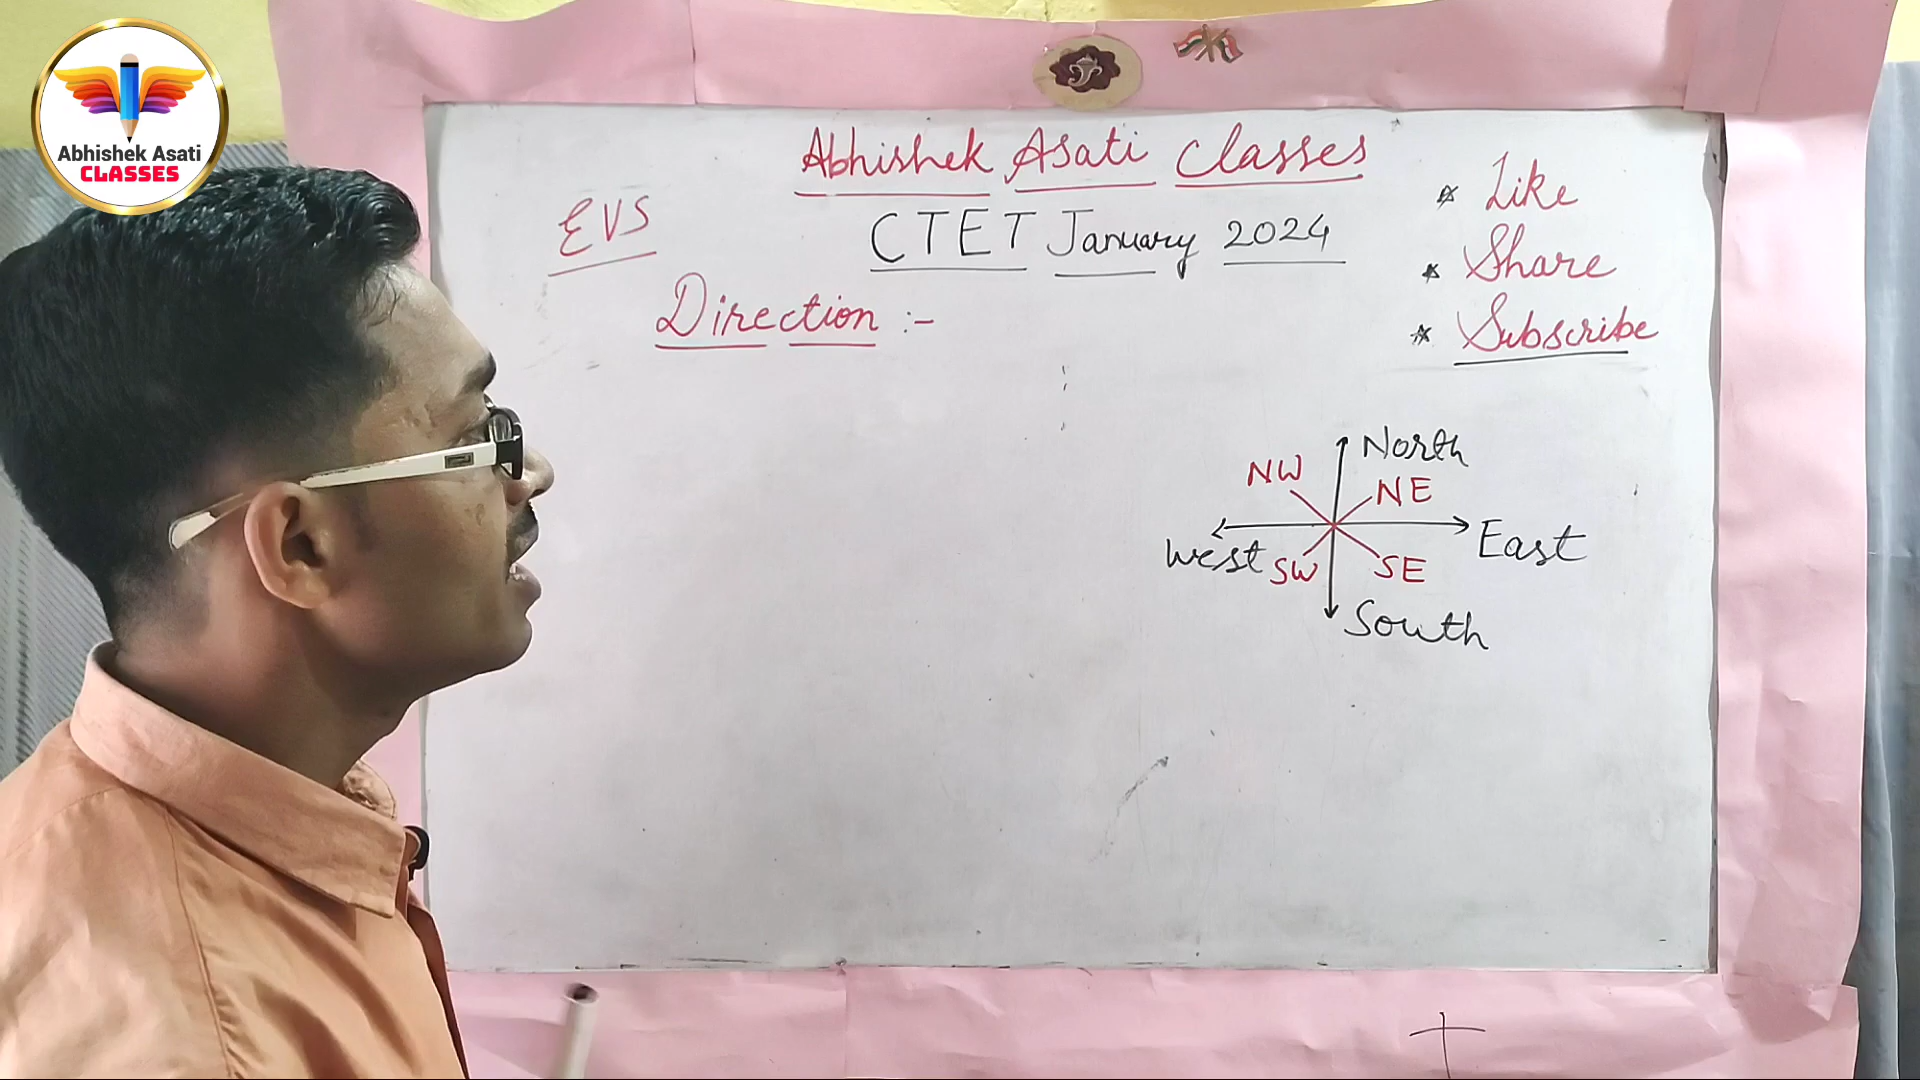 Abhishek Asati
CLASSES
Abhishek Asati Classes
EVS
CTET January 2024
Direction :-
* Like
* Share
* Subscribe
North
NW
NE
West
East
SW
SE
South